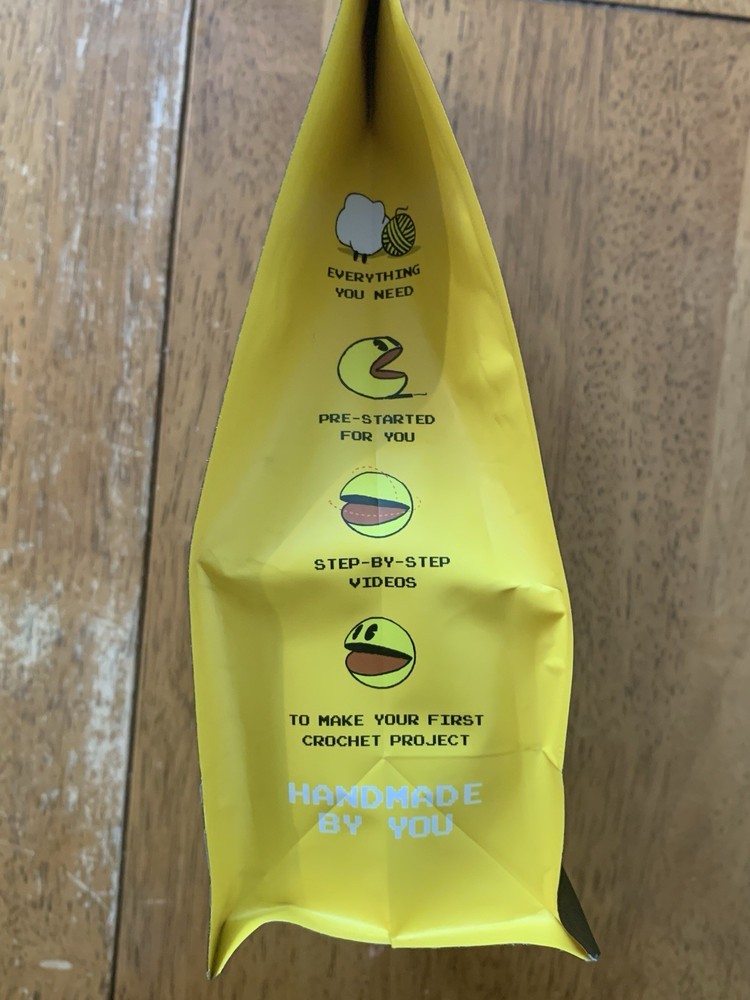 EVERYTHING
YOU NEED
PRE-STARTED
FOR YOU
STEP-BY-STEP
VIDEOS
TO MAKE YOUR FIRST
CROCHET PROJECT
HANDMADE
BY YOU